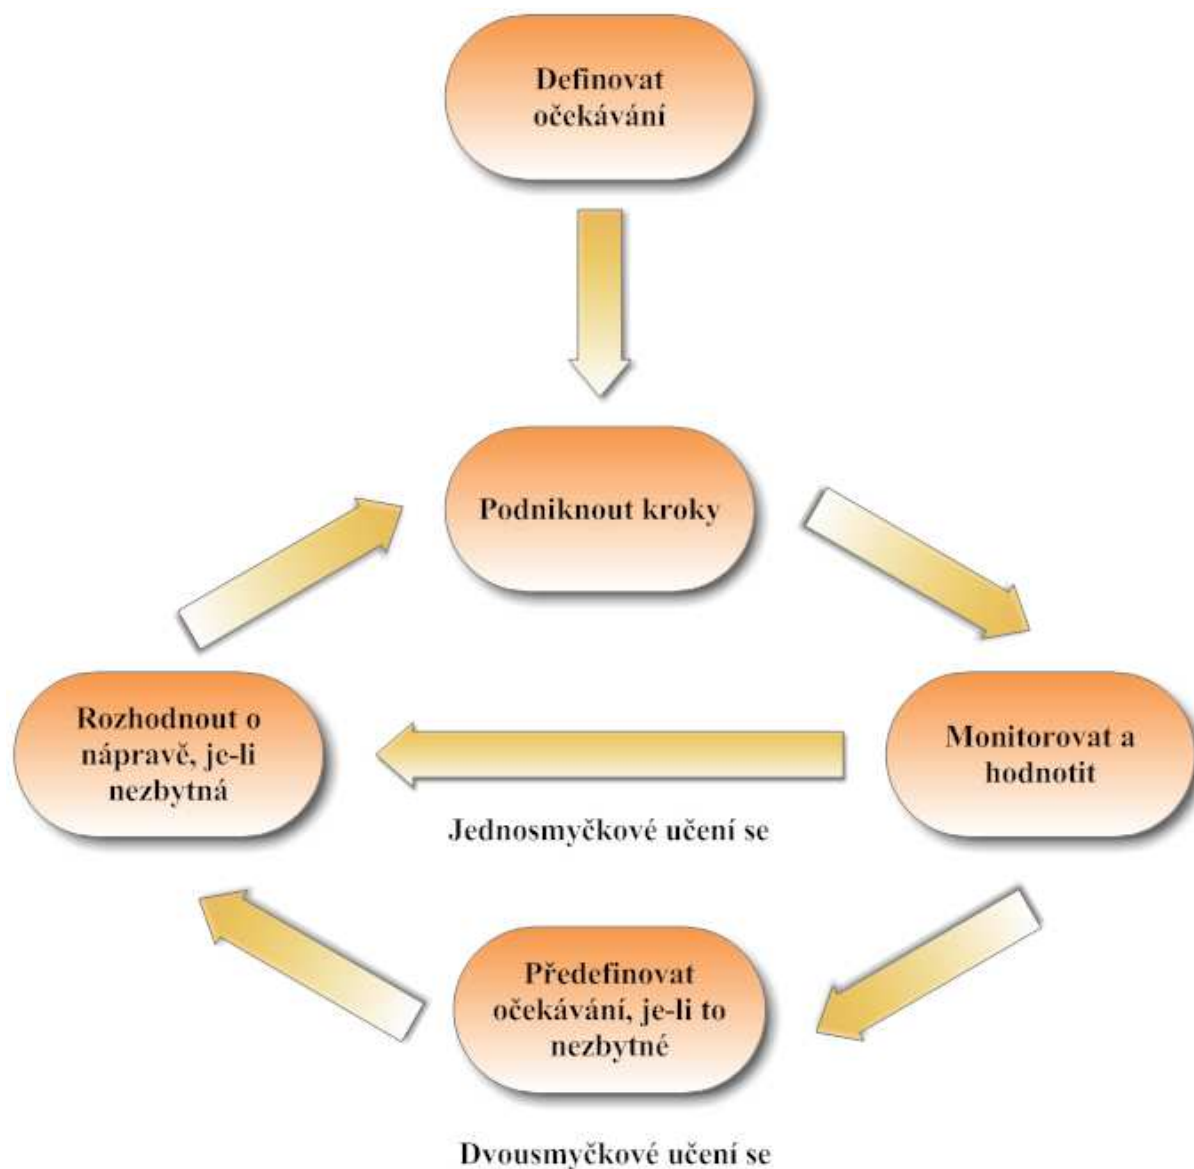 Definovat
očekávání
Podniknout kroky
Rozhodnout o
nápravě, je-li
nezbytná
Monitorovat a
hodnotit
Jednosmyčkové učení se
Předefinovat
očekávání, je-li to
nezbytné
Dvousmyčkové učení se